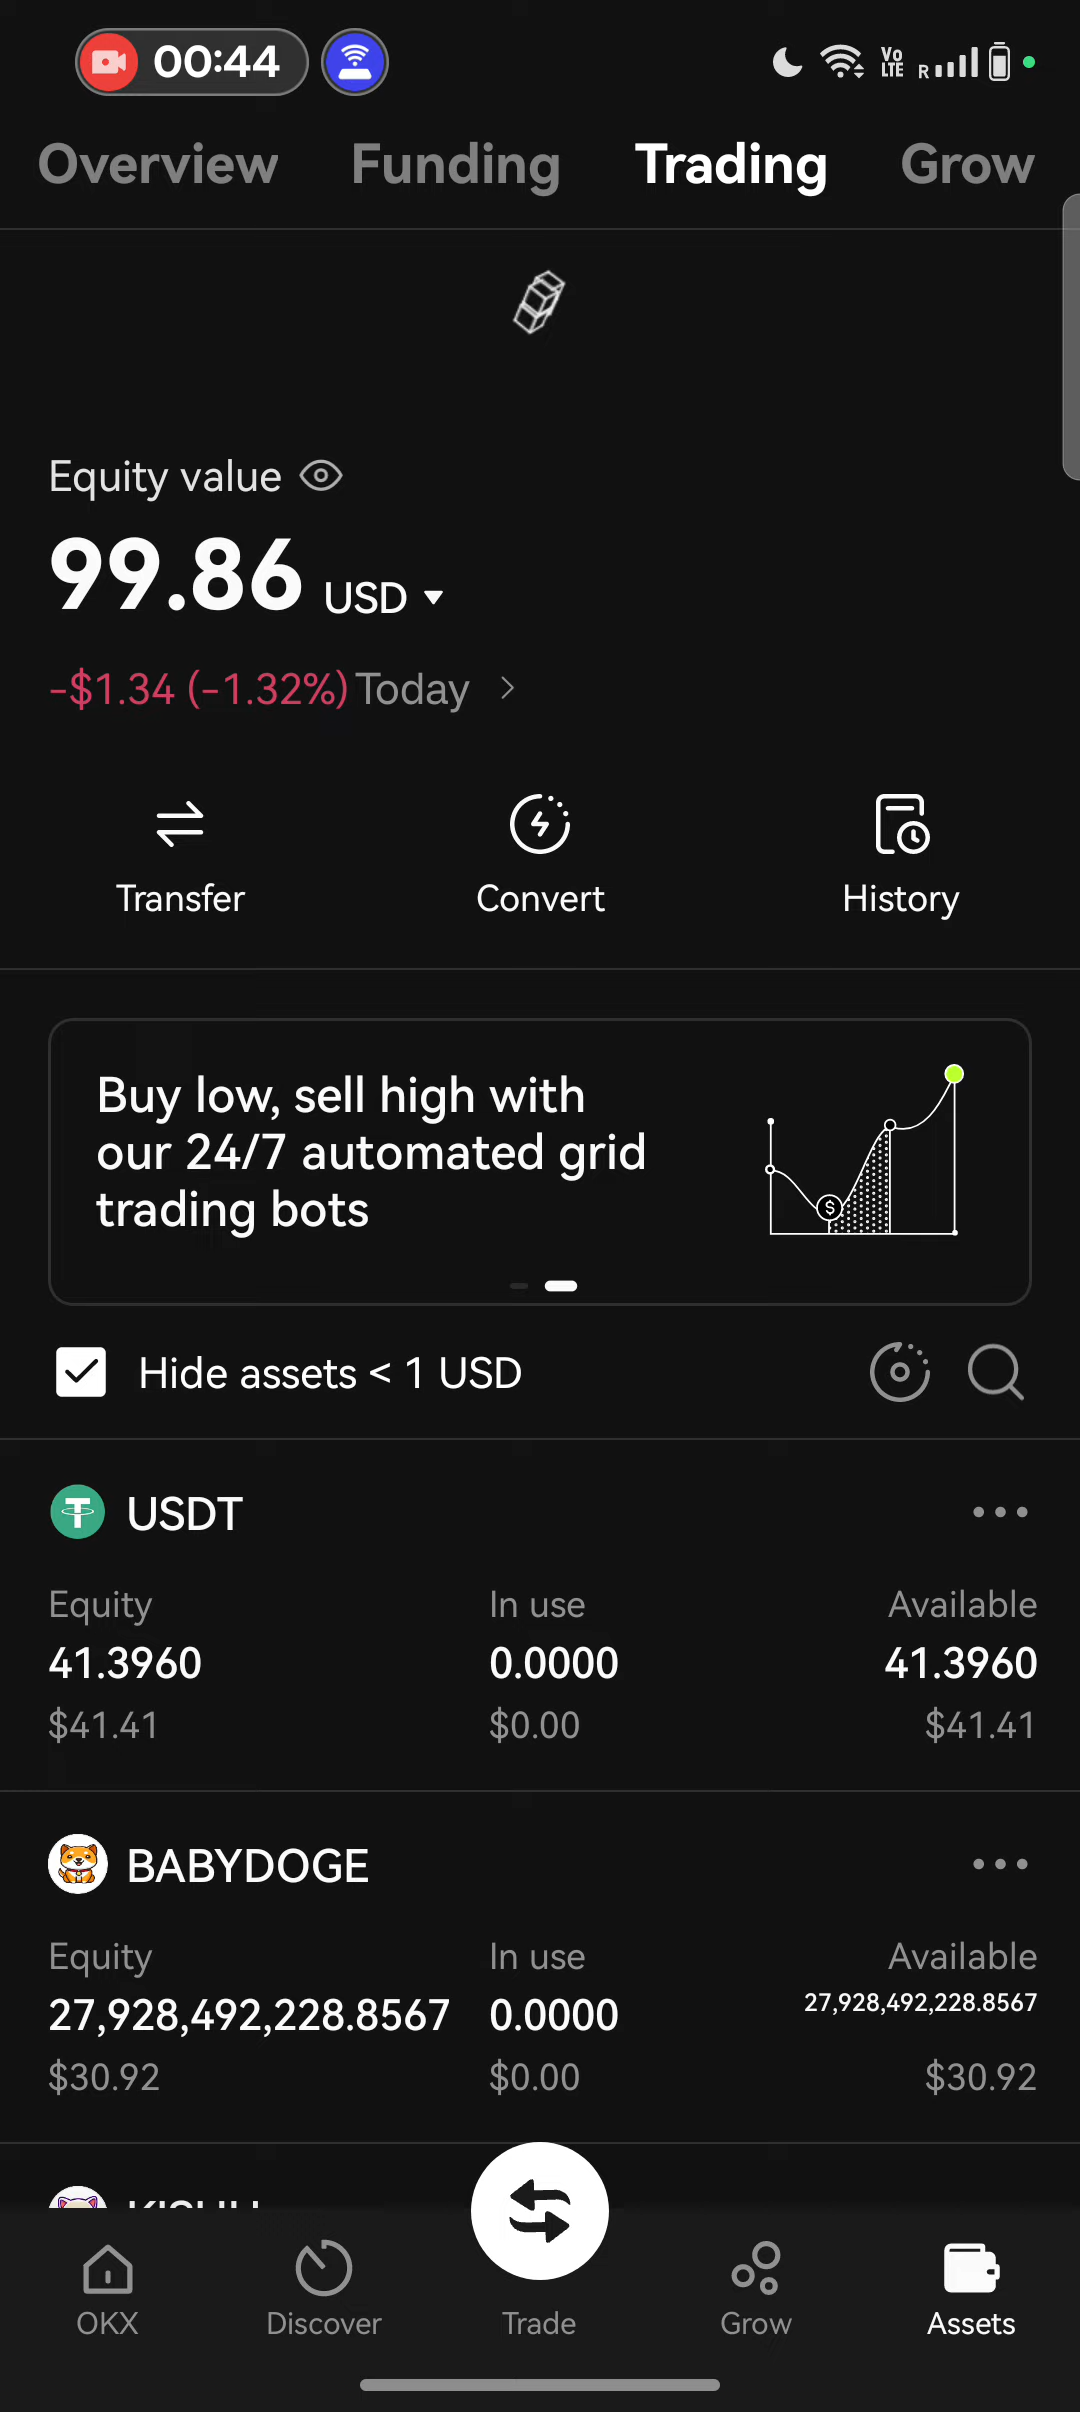 00:44
Vo
LTE
R
Overview Funding Trading Grow
Equity value
99.86 USD
-$1.34 (-1.32%) Today
Transfer Convert History
Buy low, sell high with
our 24/7 automated grid
trading bots
Hide assets < 1 USD
USDT
Equity In use Available
41.3960 0.0000 41.3960
$41.41 $0.00 $41.41
BABYDOGE
Equity In use Available
27,928,492,228.8567 0.0000 27,928,492,228.8567
$30.92 $0.00 $30.92
OKX Discover Trade Grow Assets